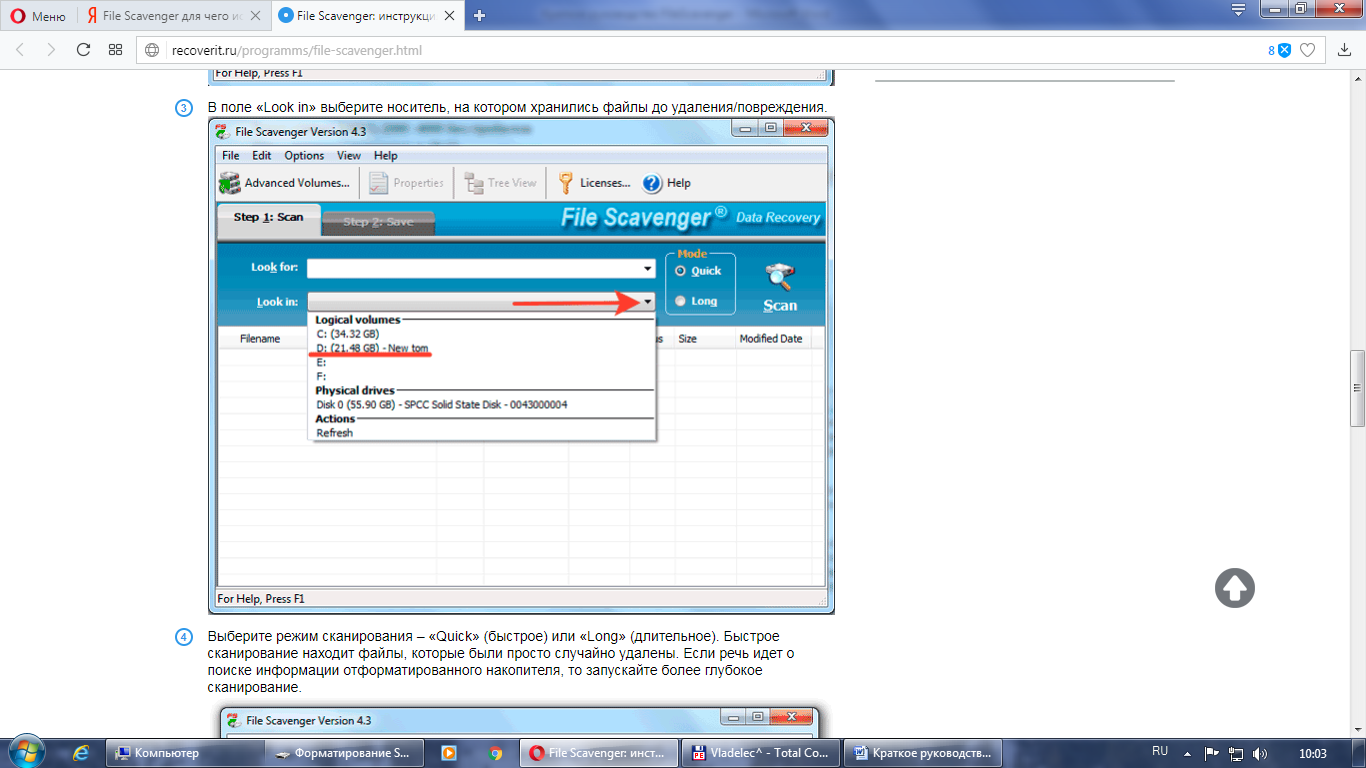 Меню
File Scavenger для чего ис
File Scavenger: инструкци
recoverit.ru/programms/file-scavenger.html
8
For Help, Press F1
3
В поле «Look in» выберите носитель, на котором хранились файлы до удаления/повреждения.
File Scavenger Version 4.3
File Edit Options View Help
Advanced Volumes... Properties Tree View Licenses... Help
Step 1: Scan Step 2: Save File Scavenger® Data Recovery
Look for:
Mode
Quick
Look in:
Long
Scan
Logical volumes
C: (34.32 GB)
Filename us Size Modified Date
D: (21.48 GB) - New tom
E:
F:
Physical drives
Disk 0 (55.90 GB) - SPCC Solid State Disk - 0043000004
Actions
Refresh
For Help, Press F1
4
Выберите режим сканирования – «Quick» (быстрое) или «Long» (длительное). Быстрое
сканирование находит файлы, которые были просто случайно удалены. Если речь идет о
поиске информации отформатированного накопителя, то запускайте более глубокое
сканирование.
File Scavenger Version 4.3
Компьютер
Форматирование S...
File Scavenger: инст...
Vladelec^ - Total Co...
Краткое руководств...
RU
10:03